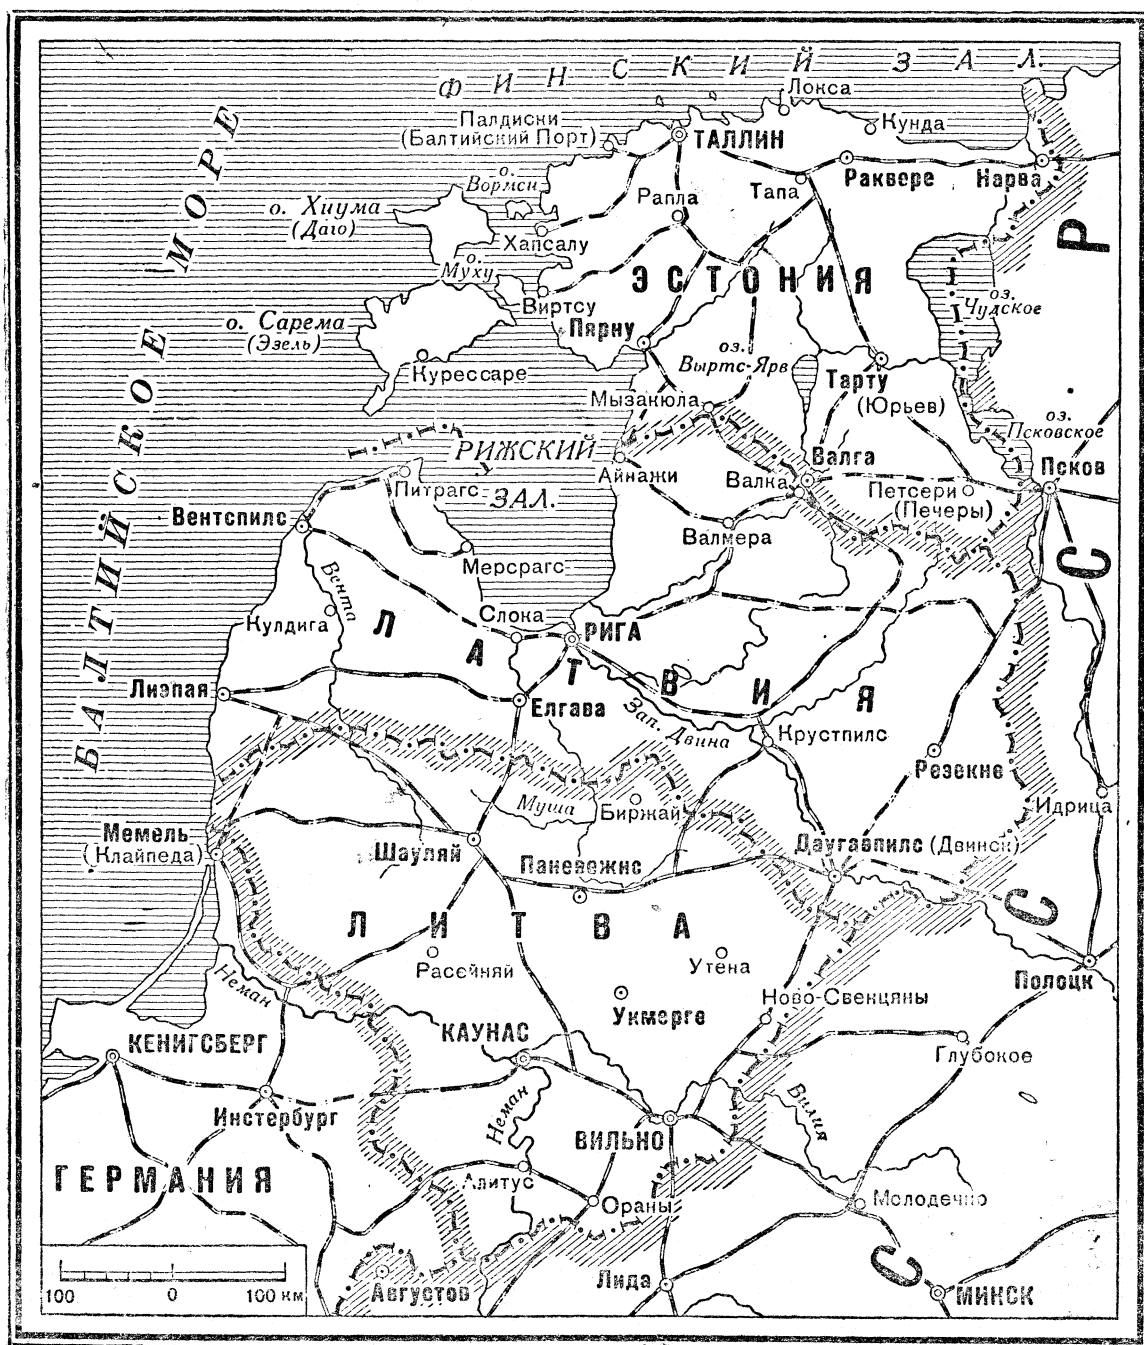 ФИНСКИЙ ЗАЛ.
Локса
Палдиски
(Балтийский Порт)
Кунда
ТАЛЛИН
Раквере
Нарва
Тапа
о.
Вормси
Рапла
о. Хиума
(Даго)
Хапсалу
о.
Муху
ЭСТОНИЯ
Виртсу
оз.
Чудское
о. Сарема
(Эзель)
Пярну
оз.
Выртс-Ярв
Курессаре
Тарту
(Юрьев)
Мызакюла
оз.
Псковское
БАЛТИЙСКОЕ МОРЕ
РИЖСКИЙ
ЗАЛ.
Айнажи
Валга
Валка
Псков
Петсери
(Печеры)
Питрагс
Вентспилс
Валмера
Мерсрагс
Вента
Слока
Кулдига
РИГА
ЛАТВИЯ
Лиэпая
Елгава
Зап. Двина
Крустпилс
Резекне
Идрица
Муша
Биржай
Мемель
(Клайпеда)
Шауляй
Паневежис
Даугавпилс (Двинск)
ЛИТВА
Расейняй
Утена
Полоцк
Неман
Укмерге
Ново-Свенцяны
КЕНИГСБЕРГ
КАУНАС
Глубокое
Инстербург
Неман
ВИЛЬНО
Вилия
ГЕРМАНИЯ
Алитус
Ораны
Молодечно
СССР
Августов
Лида
МИНСК
100 0 100 км